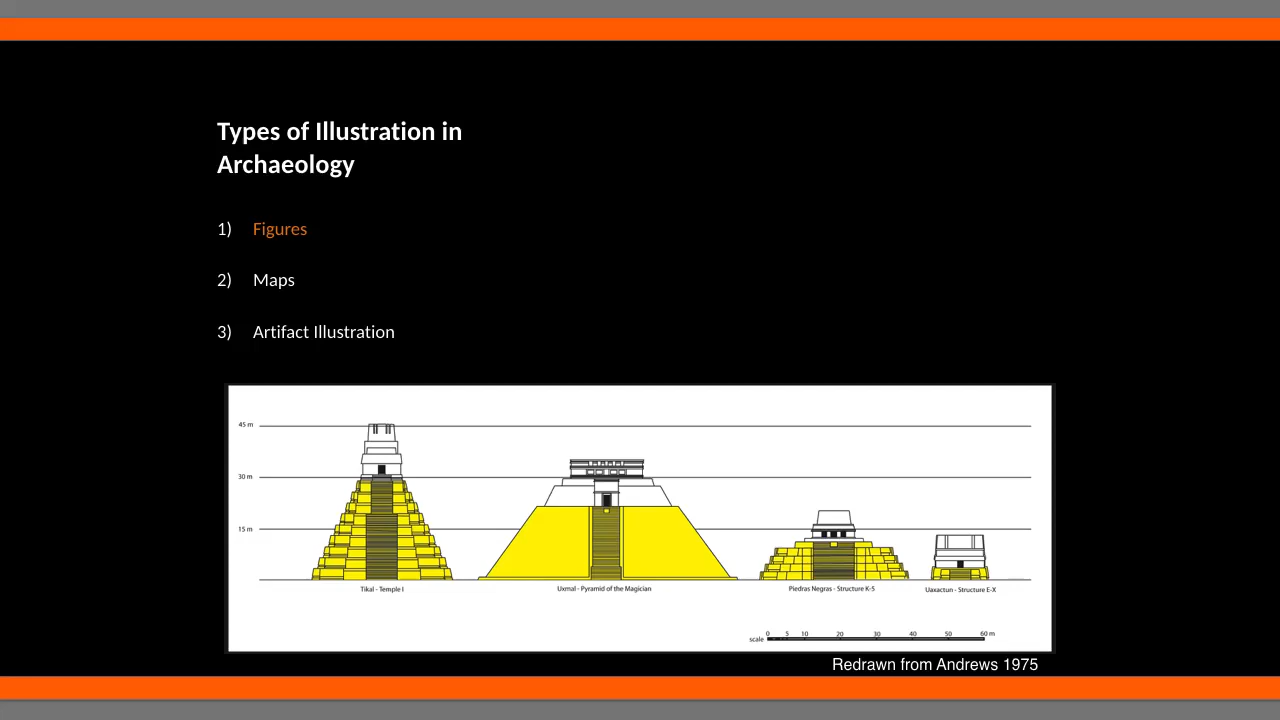 Types of Illustration in
Archaeology
1) Figures
2) Maps
3) Artifact Illustration
45 m
30 m
15 m
Tikal - Temple I
Uxmal - Pyramid of the Magician
Piedras Negras - Structure K-5
Uaxactun - Structure E-X
scale 0 5 10 20 30 40 50 60 m
Redrawn from Andrews 1975